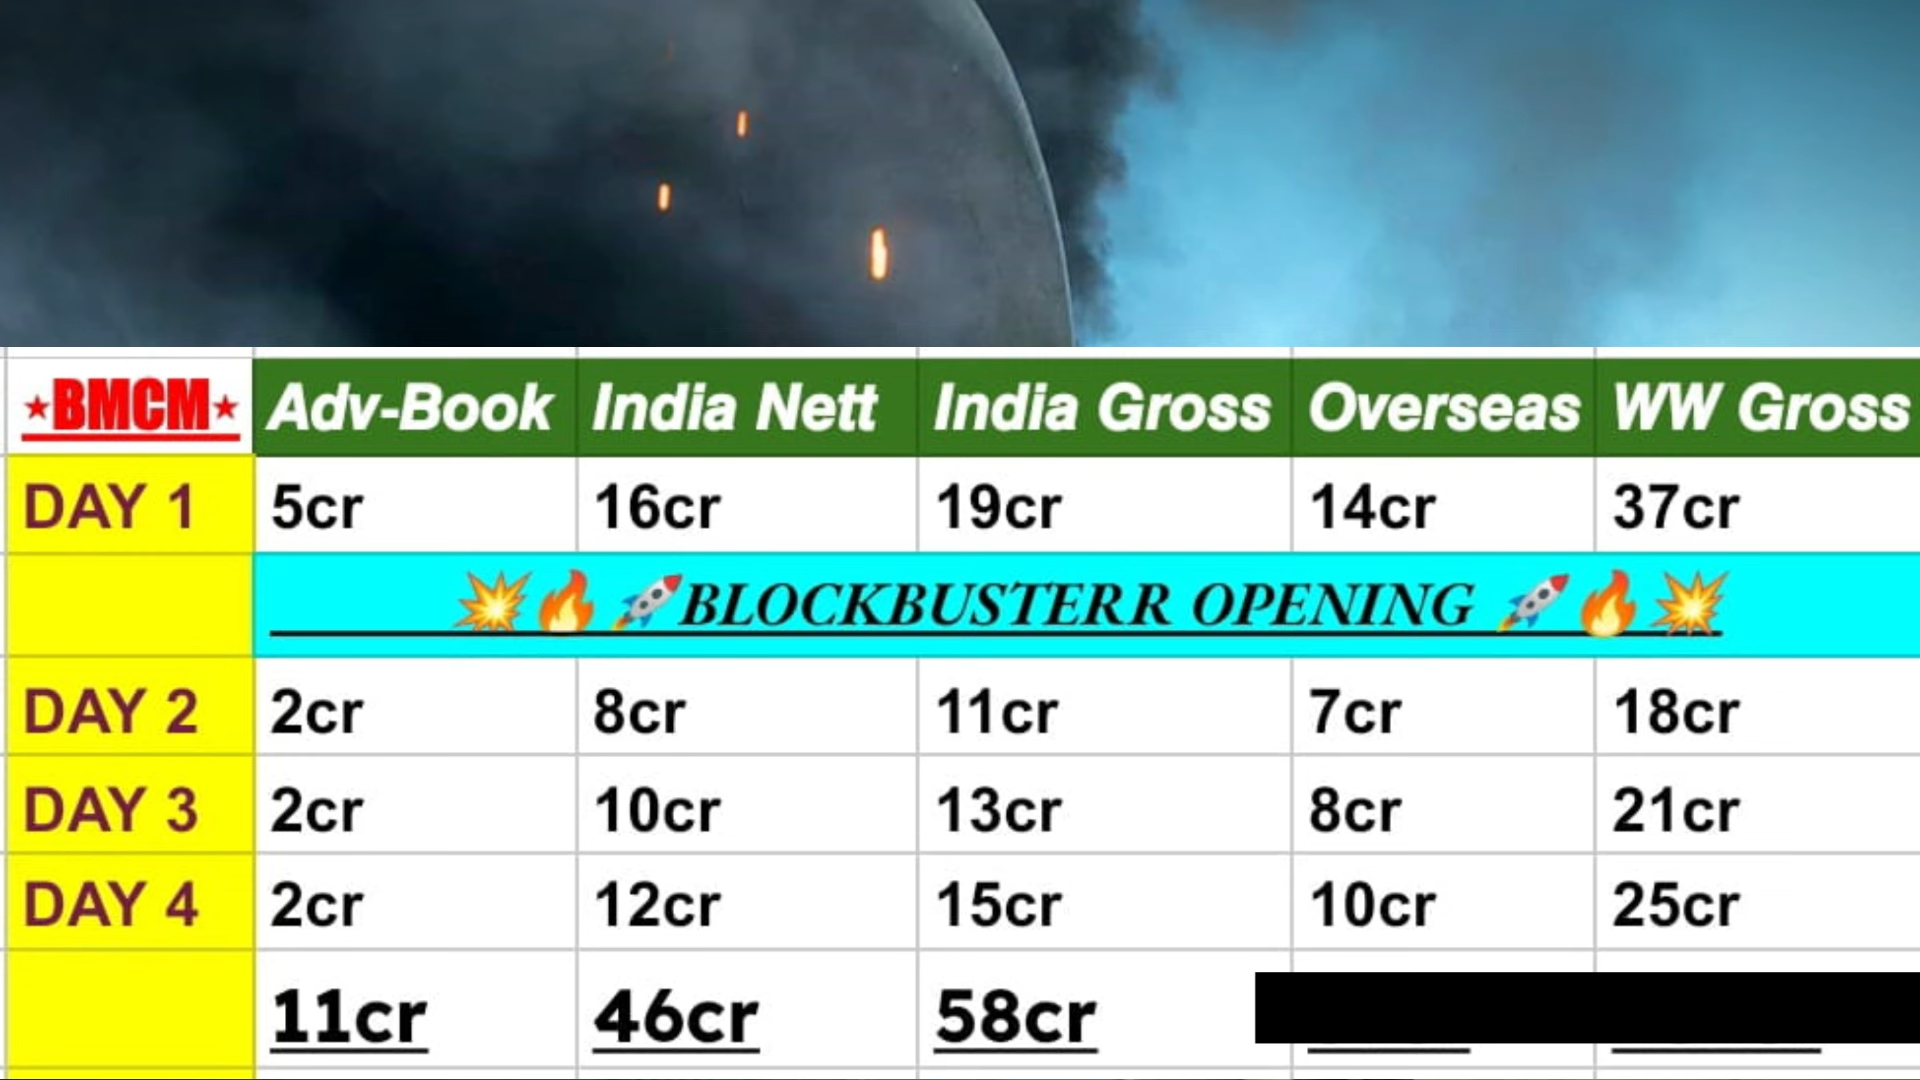 ★BMCM★ Adv-Book India Nett India Gross Overseas WW Gross
DAY 1 5cr 16cr 19cr 14cr 37cr
💥🔥 🚀BLOCKBUSTERR OPENING 🚀🔥💥
DAY 2 2cr 8cr 11cr 7cr 18cr
DAY 3 2cr 10cr 13cr 8cr 21cr
DAY 4 2cr 12cr 15cr 10cr 25cr
11cr 46cr 58cr